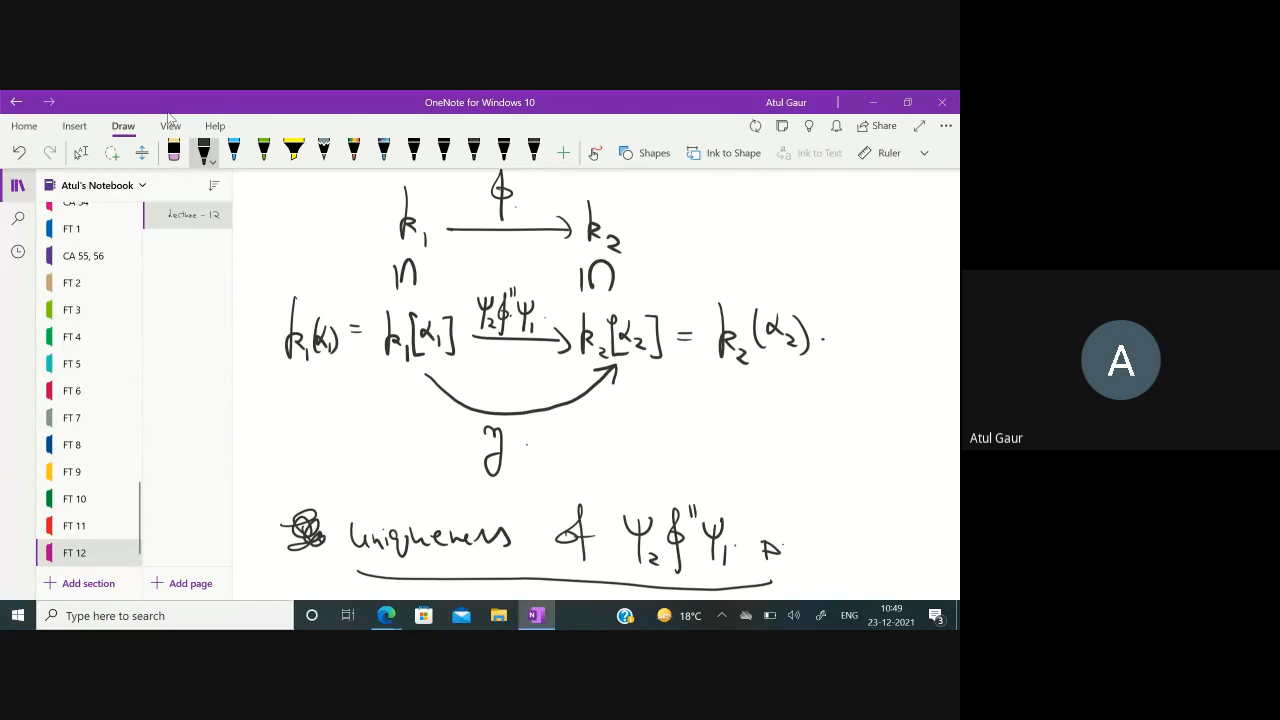 OneNote for Windows 10
Atul Gaur
Home Insert Draw View Help
Share
Shapes Ink to Shape Ink to Text Ruler
Atul's Notebook
Lecture - 12
CA 54
FT 1
CA 55, 56
FT 2
FT 3
FT 4
FT 5
FT 6
FT 7
FT 8
FT 9
FT 10
FT 11
FT 12
Add section
Add page
ϕ
k₁ ⟶ k₂
k₁(α₁) = k₁[α₁] ψ₂ϕ''ψ₁ ⟶ k₂[α₂] = k₂(α₂).
uniqueness of ψ₂ϕ''ψ₁
Type here to search
18°C
ENG
10:49
23-12-2021
3
A
Atul Gaur